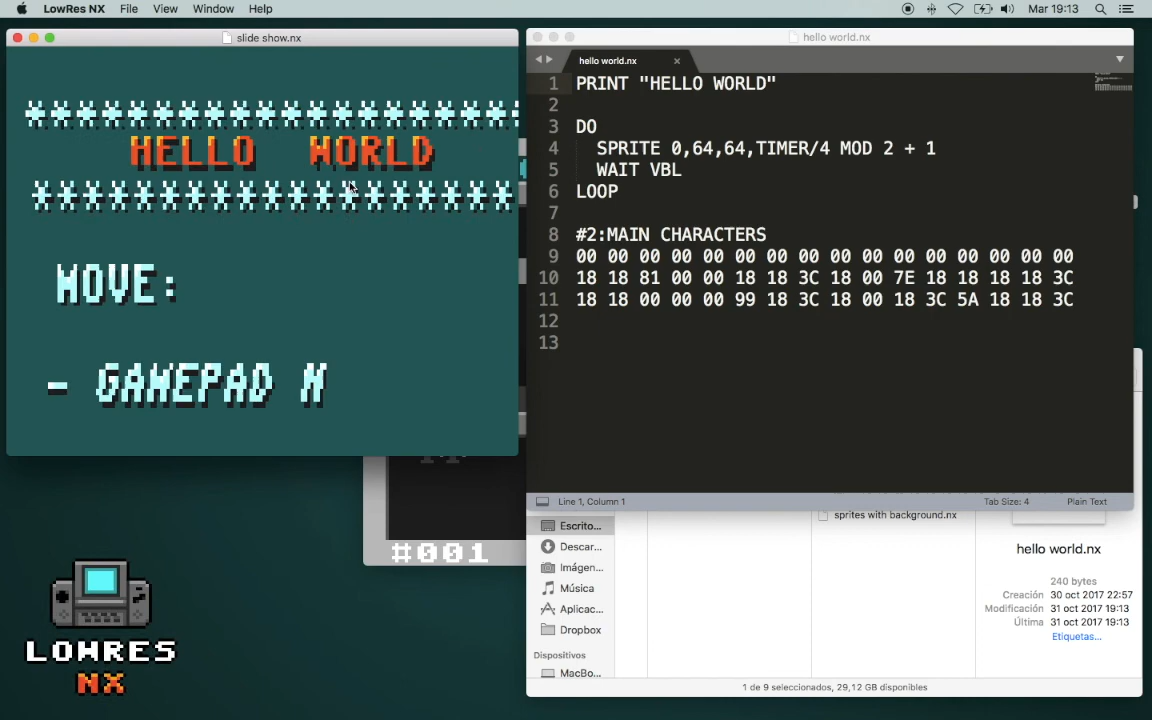 LowRes NX File View Window Help
Mar 19:13
slide show.nx
********************
HELLO WORLD
*******************
MOVE:
- GAMEPAD N
#001
LOWRES
NX
hello world.nx
hello world.nx
1 PRINT "HELLO WORLD"
2
3 DO
4 SPRITE 0,64,64,TIMER/4 MOD 2 + 1
5 WAIT VBL
6 LOOP
7
8 #2:MAIN CHARACTERS
9 00 00 00 00 00 00 00 00 00 00 00 00 00 00 00 00
10 18 18 81 00 00 18 18 3C 18 00 7E 18 18 18 18 3C
11 18 18 00 00 00 99 18 3C 18 00 18 3C 5A 18 18 3C
12
13
Line 1, Column 1
Tab Size: 4 Plain Text
Escrito...
Descar...
Imágen...
Música
Aplicac...
Dropbox
Dispositivos
MacBo...
sprites with background.nx
hello world.nx
240 bytes
Creación 30 oct 2017 22:57
Modificación 31 oct 2017 19:13
Última 31 oct 2017 19:13
Etiquetas...
1 de 9 seleccionados, 29,12 GB disponibles